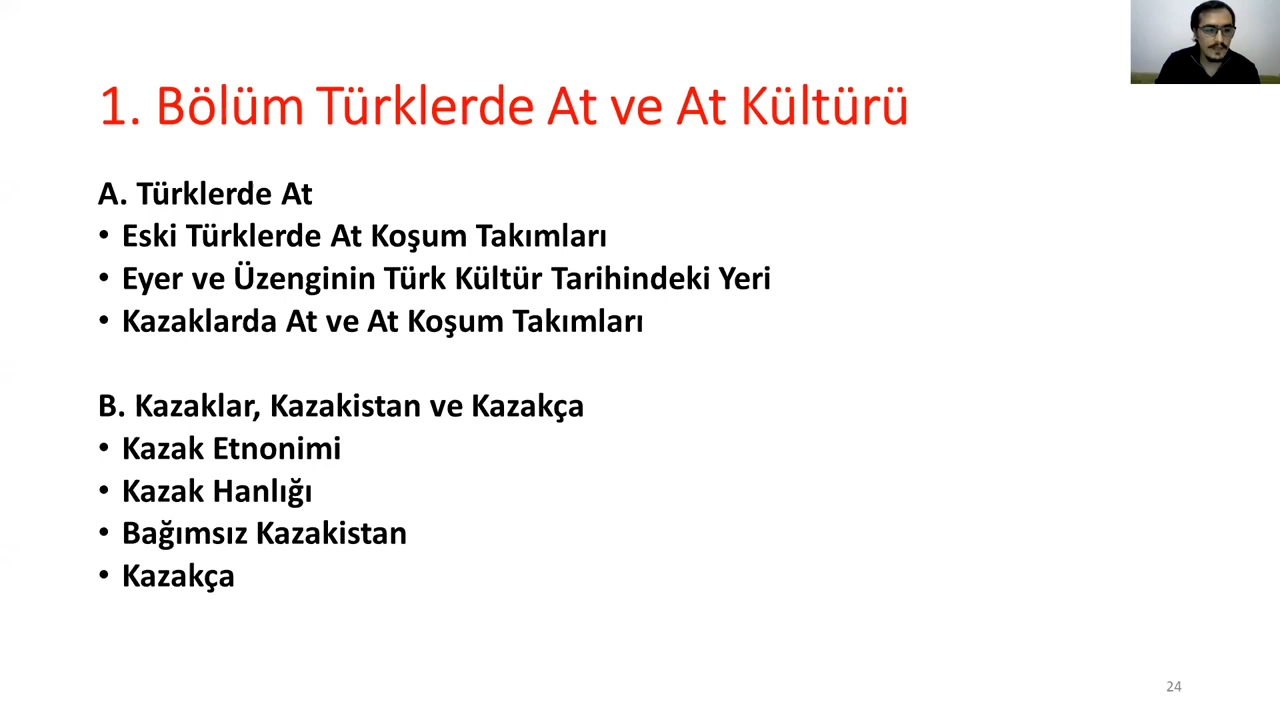 1. Bölüm Türklerde At ve At Kültürü
A. Türklerde At
• Eski Türklerde At Koşum Takımları
• Eyer ve Üzenginin Türk Kültür Tarihindeki Yeri
• Kazaklarda At ve At Koşum Takımları
B. Kazaklar, Kazakistan ve Kazakça
• Kazak Etnonimi
• Kazak Hanlığı
• Bağımsız Kazakistan
• Kazakça
24